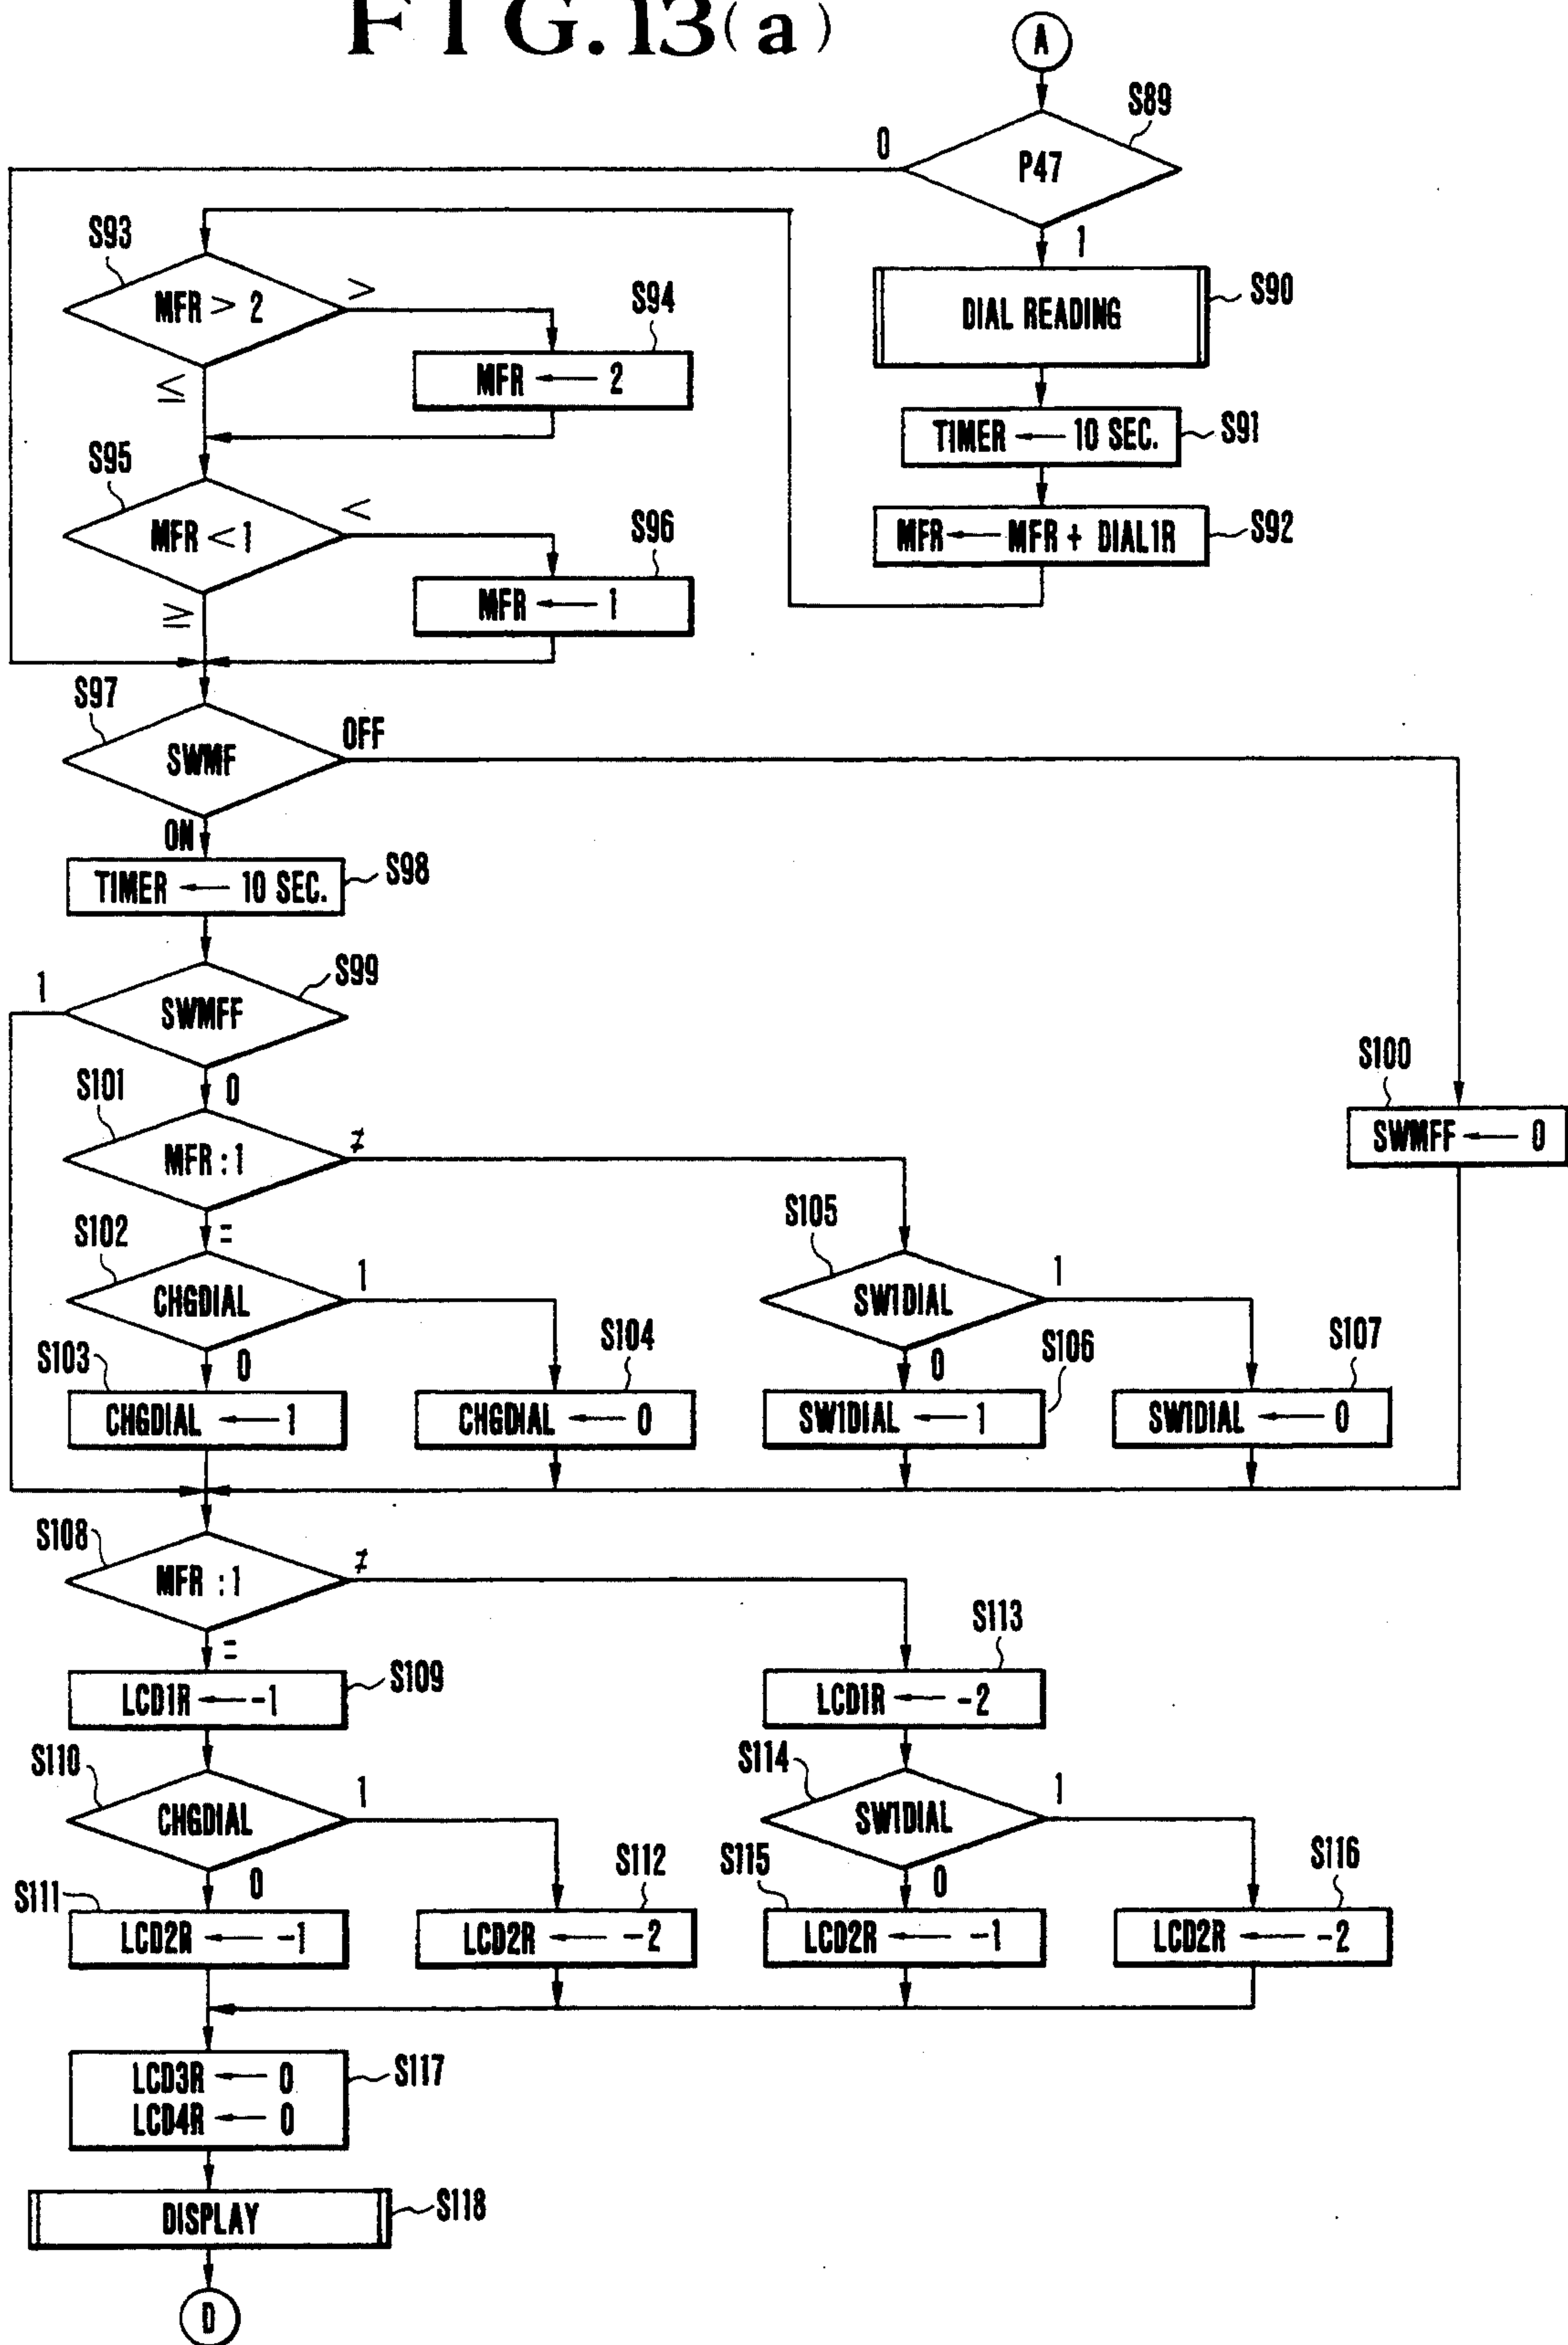 FIG.13(a)
A
S89
0
P47
1
S90
DIAL READING
S91
TIMER ← 10 SEC.
S92
MFR ← MFR + DIAL1R
S93
MFR > 2
>
≤
S94
MFR ← 2
S95
MFR < 1
<
≥
S96
MFR ← 1
S97
SWMF
OFF
ON
S98
TIMER ← 10 SEC.
S99
1
SWMFF
0
S100
SWMFF ← 0
S101
MFR : 1
≠
=
S102
CHGDIAL
1
0
S103
CHGDIAL ← 1
S104
CHGDIAL ← 0
S105
SW1DIAL
1
0
S106
SW1DIAL ← 1
S107
SW1DIAL ← 0
S108
MFR : 1
≠
=
S109
LCD1R ← -1
S110
CHGDIAL
1
0
S111
LCD2R ← -1
S112
LCD2R ← -2
S113
LCD1R ← -2
S114
SW1DIAL
1
0
S115
LCD2R ← -1
S116
LCD2R ← -2
S117
LCD3R ← 0
LCD4R ← 0
S118
DISPLAY
D